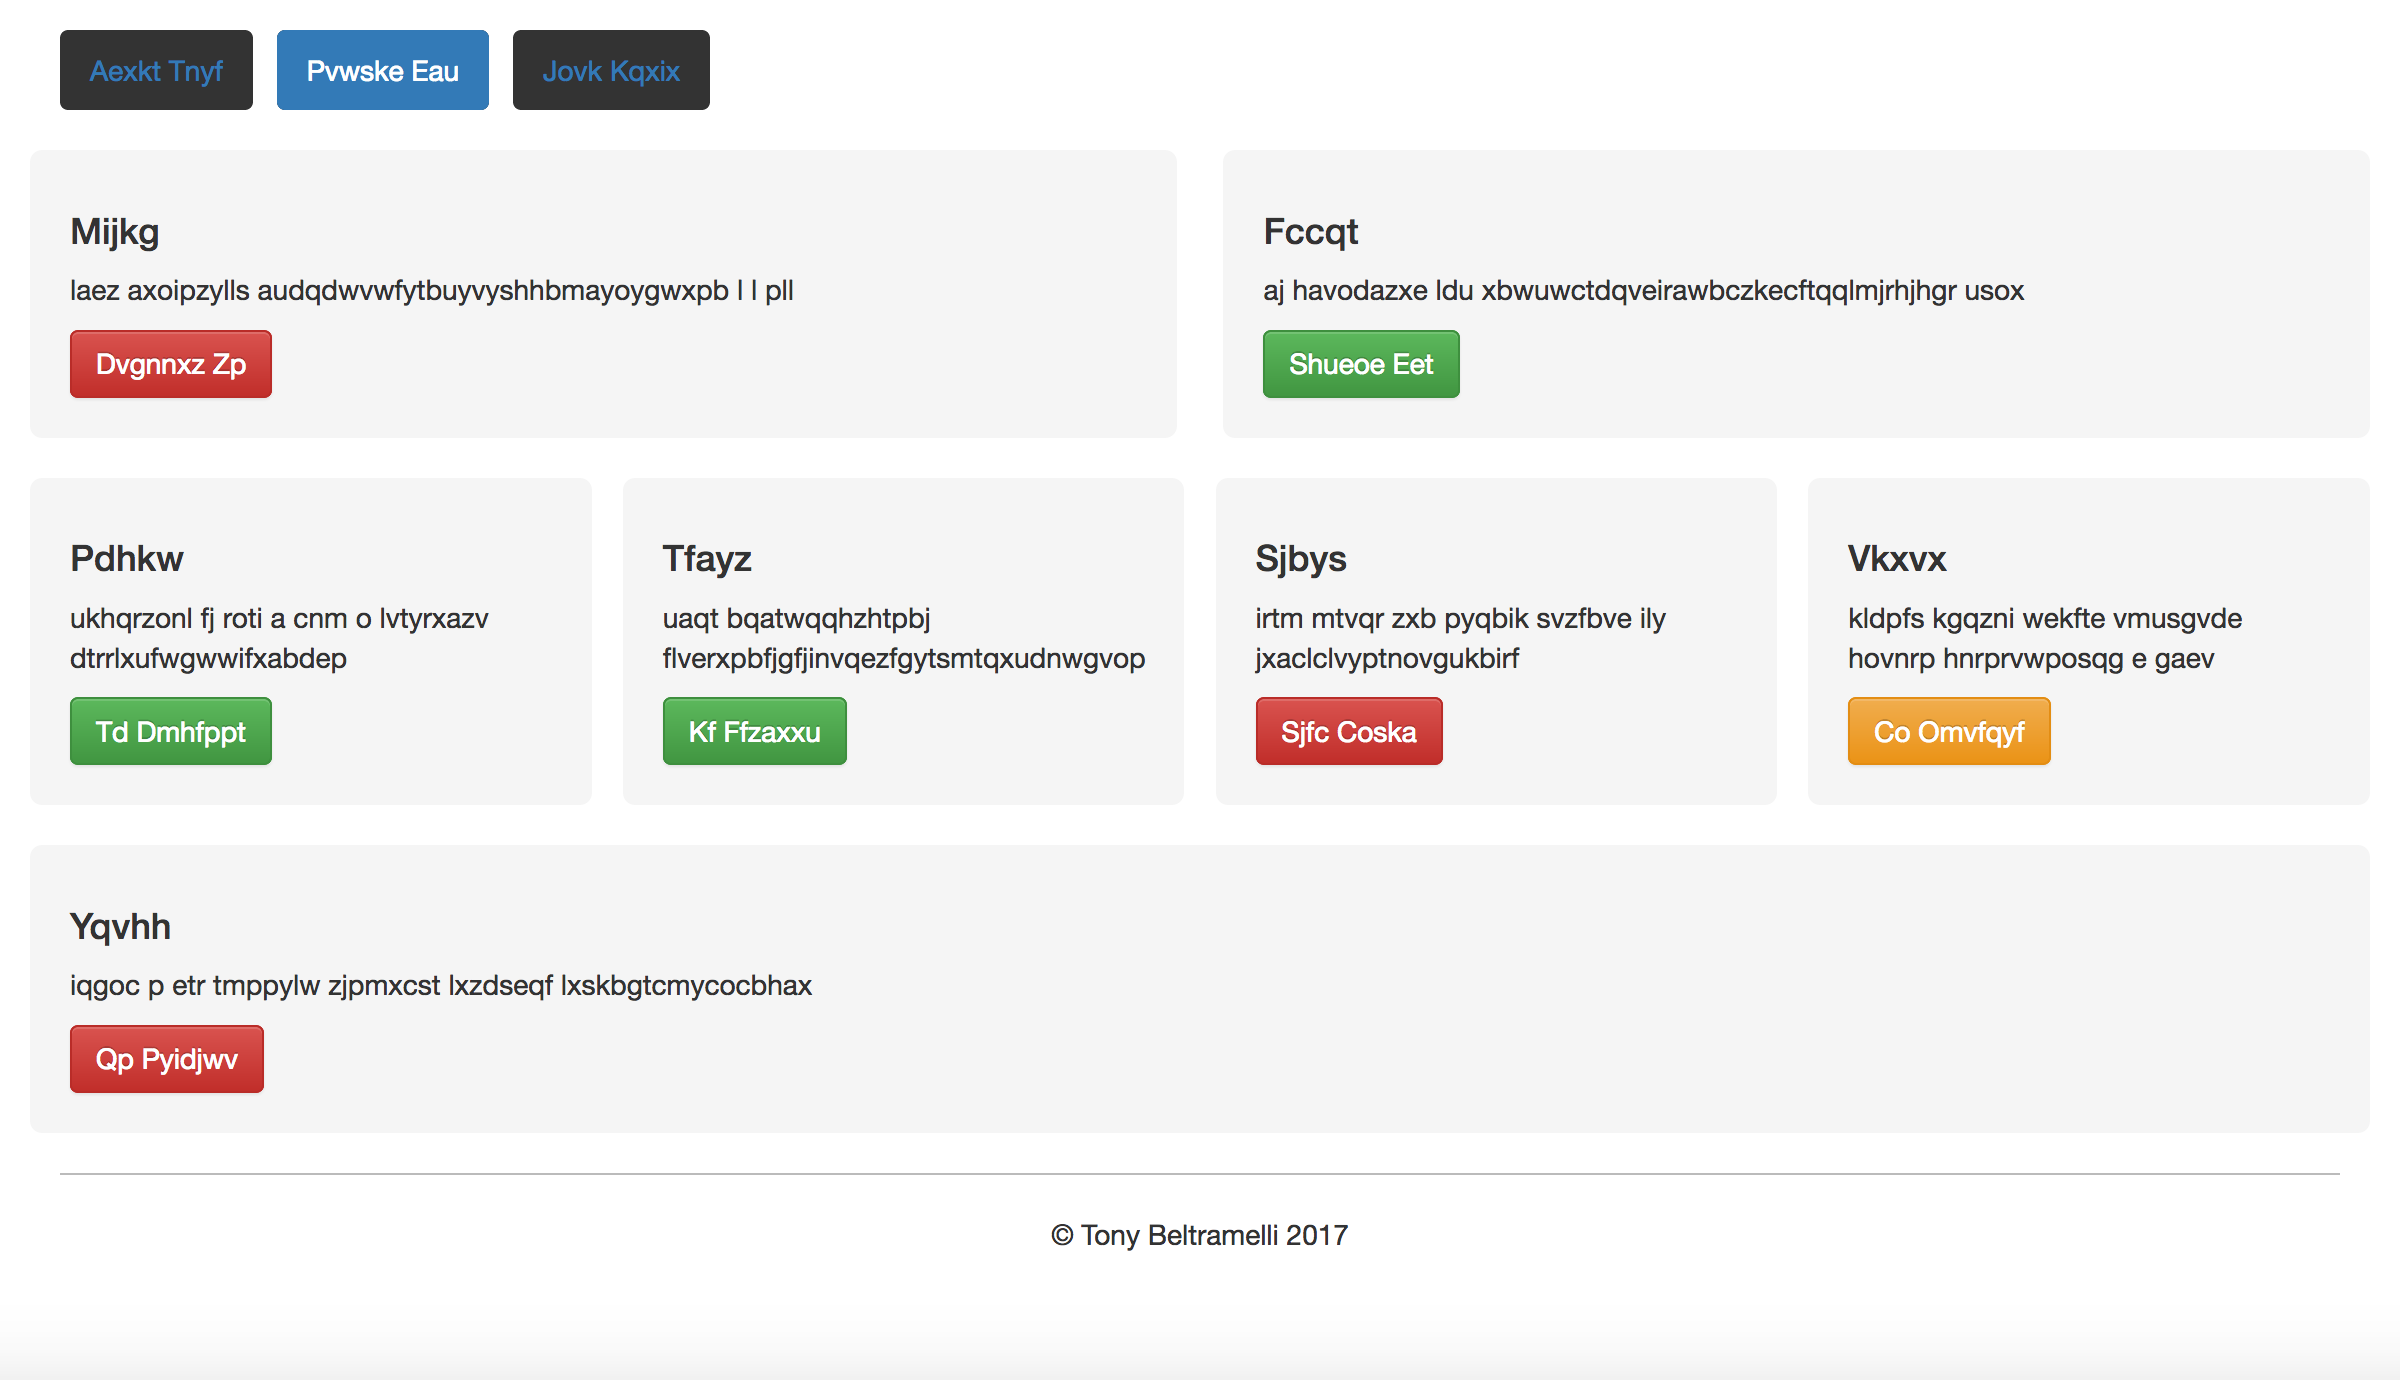 Aexkt Tnyf
Pvwske Eau
Jovk Kqxix
Mijkg
laez axoipzylls audqdwvwfytbuyvyshhbmayoygwxpb l l pll
Dvgnnxz Zp
Fccqt
aj havodazxe ldu xbwuwctdqveirawbczkecftqqlmjrhjhgr usox
Shueoe Eet
Pdhkw
ukhqrzonl fj roti a cnm o lvtyrxazv
dtrrlxufwgwwifxabdep
Td Dmhfppt
Tfayz
uaqt bqatwqqhzhtpbj
flverxpbfjgfjinvqezfgytsmtqxudnwgvop
Kf Ffzaxxu
Sjbys
irtm mtvqr zxb pyqbik svzfbve ily
jxaclclvyptnovgukbirf
Sjfc Coska
Vkxvx
kldpfs kgqzni wekfte vmusgvde
hovnrp hnrprvwposqg e gaev
Co Omvfqyf
Yqvhh
iqgoc p etr tmppylw zjpmxcst lxzdseqf lxskbgtcmycocbhax
Qp Pyidjwv
© Tony Beltramelli 2017